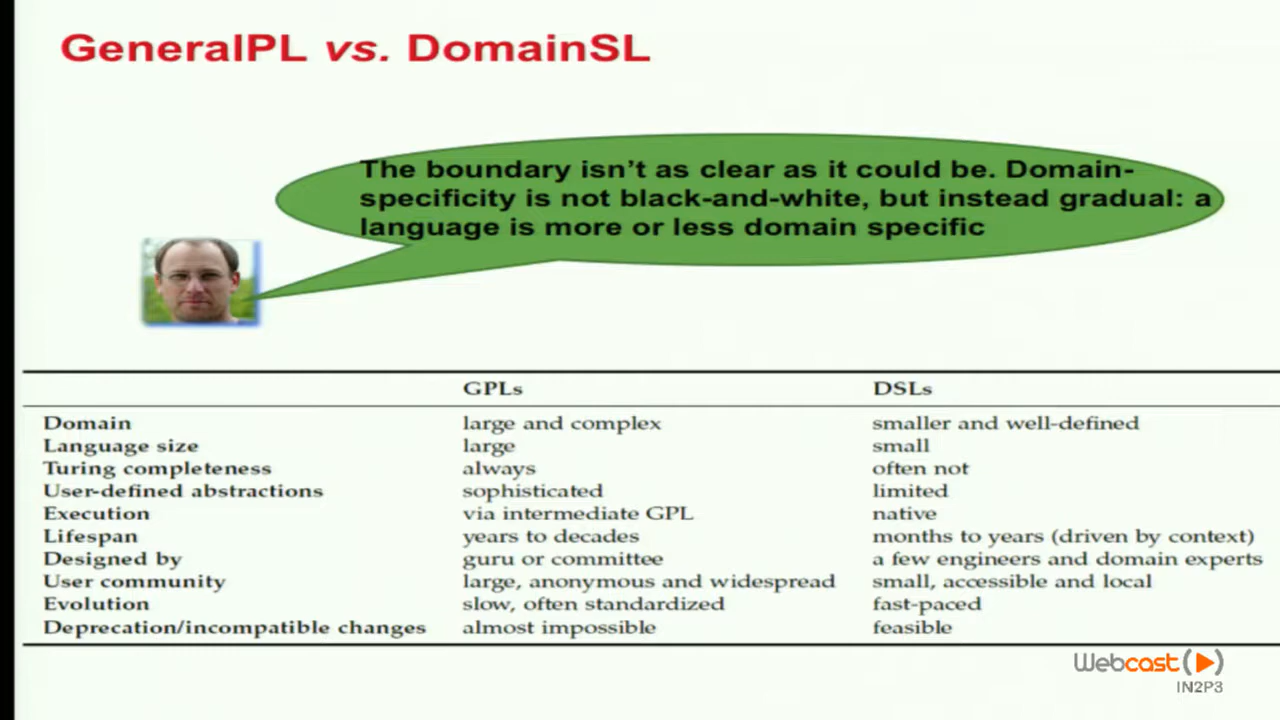 GeneralPL vs. DomainSL
The boundary isn't as clear as it could be. Domain-
specificity is not black-and-white, but instead gradual: a
language is more or less domain specific
GPLs DSLs
Domain large and complex smaller and well-defined
Language size large small
Turing completeness always often not
User-defined abstractions sophisticated limited
Execution via intermediate GPL native
Lifespan years to decades months to years (driven by context)
Designed by guru or committee a few engineers and domain experts
User community large, anonymous and widespread small, accessible and local
Evolution slow, often standardized fast-paced
Deprecation/incompatible changes almost impossible feasible
Webcast
IN2P3